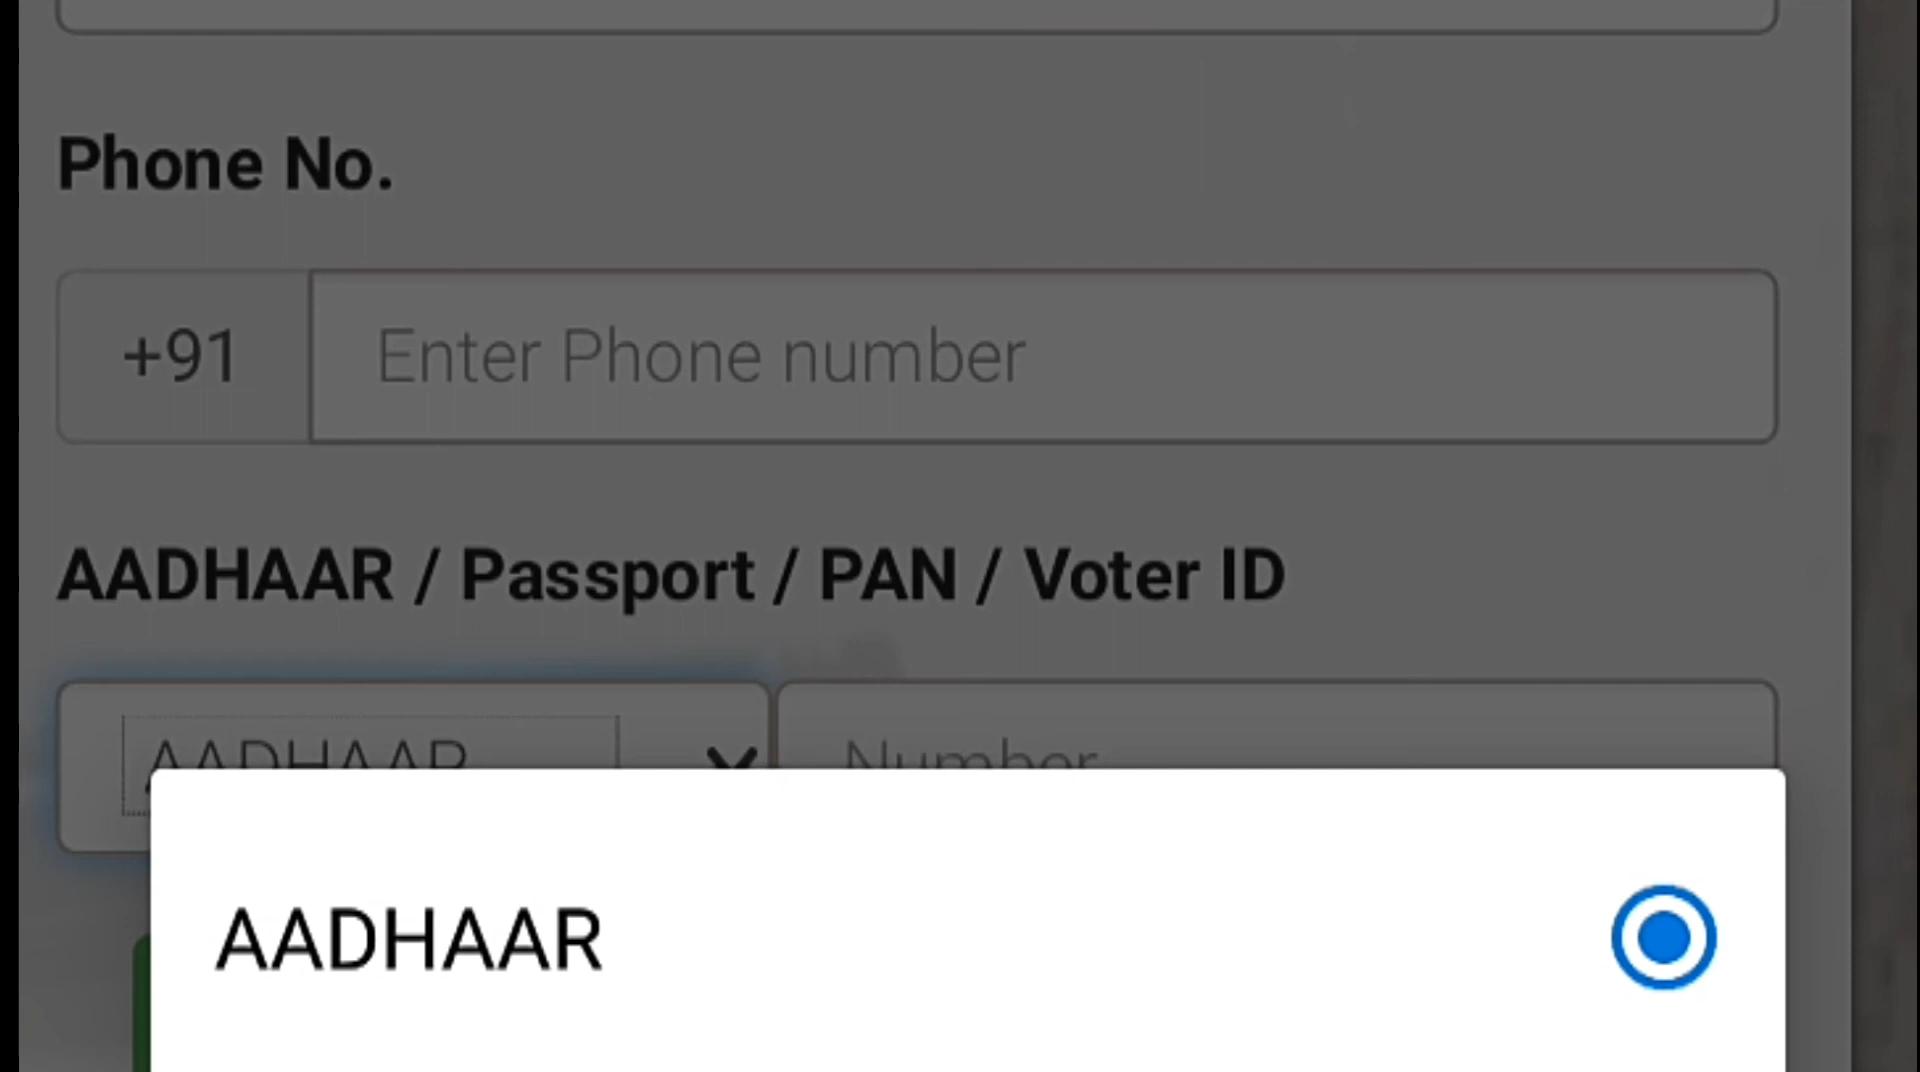 Phone No.
+91 Enter Phone number
AADHAAR / Passport / PAN / Voter ID
AADHAAR Number
AADHAAR